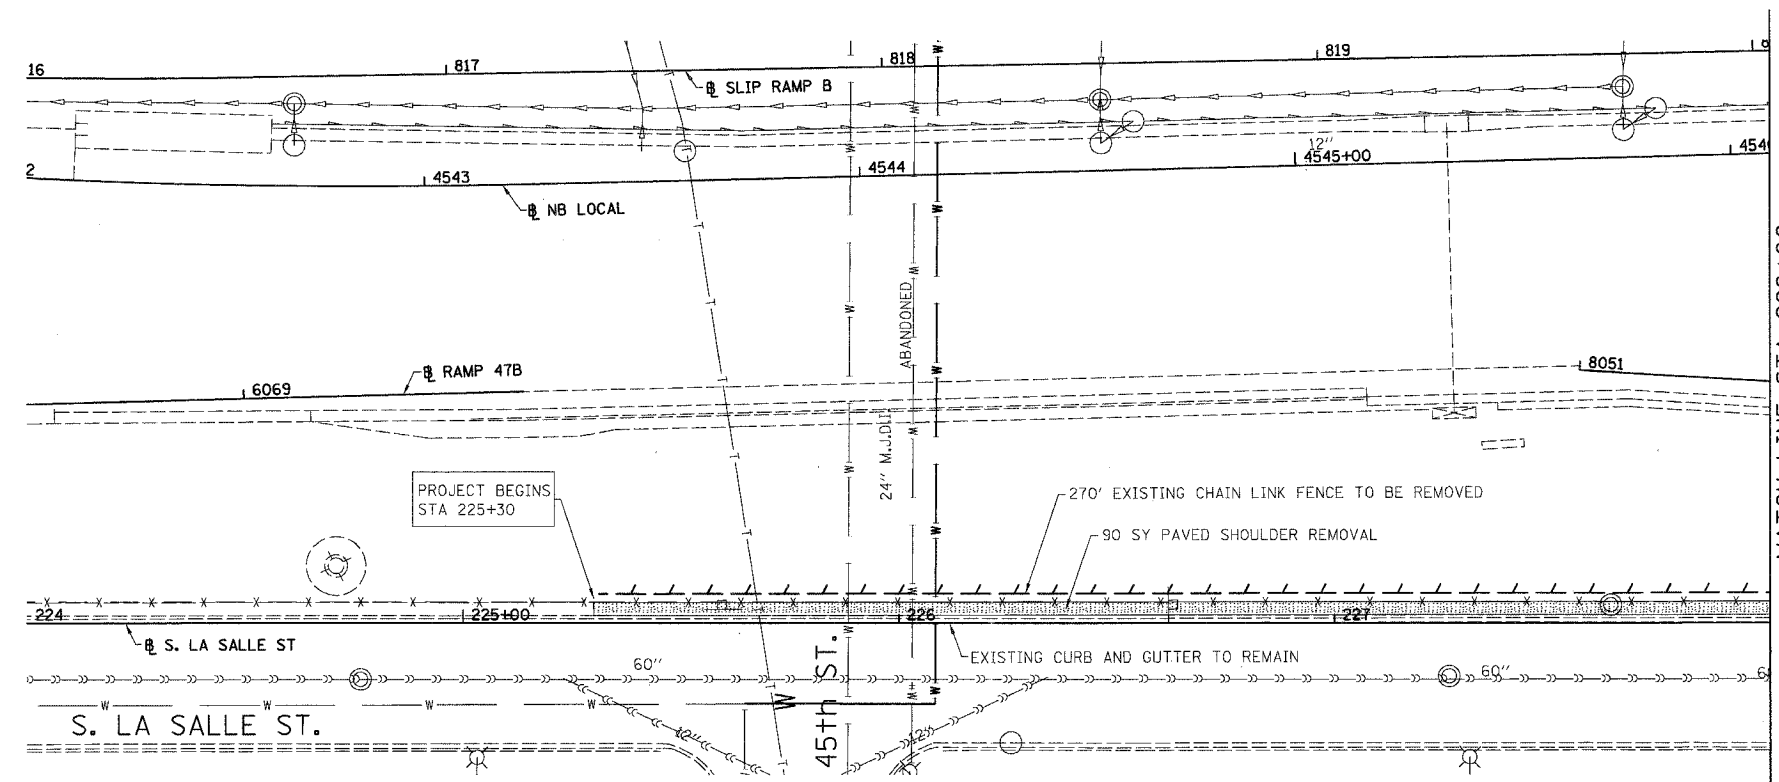 16
817
818
819
℄ SLIP RAMP B
12"
2
4543
4544
4545+00
℄ NB LOCAL
ABANDONED
℄ RAMP 47B
6069
8051
24" M.J.D.I.
PROJECT BEGINS
STA 225+30
270' EXISTING CHAIN LINK FENCE TO BE REMOVED
90 SY PAVED SHOULDER REMOVAL
224
225+00
226
227
℄ S. LA SALLE ST
EXISTING CURB AND GUTTER TO REMAIN
60"
60"
S. LA SALLE ST.
W
45th ST.
12"
12"